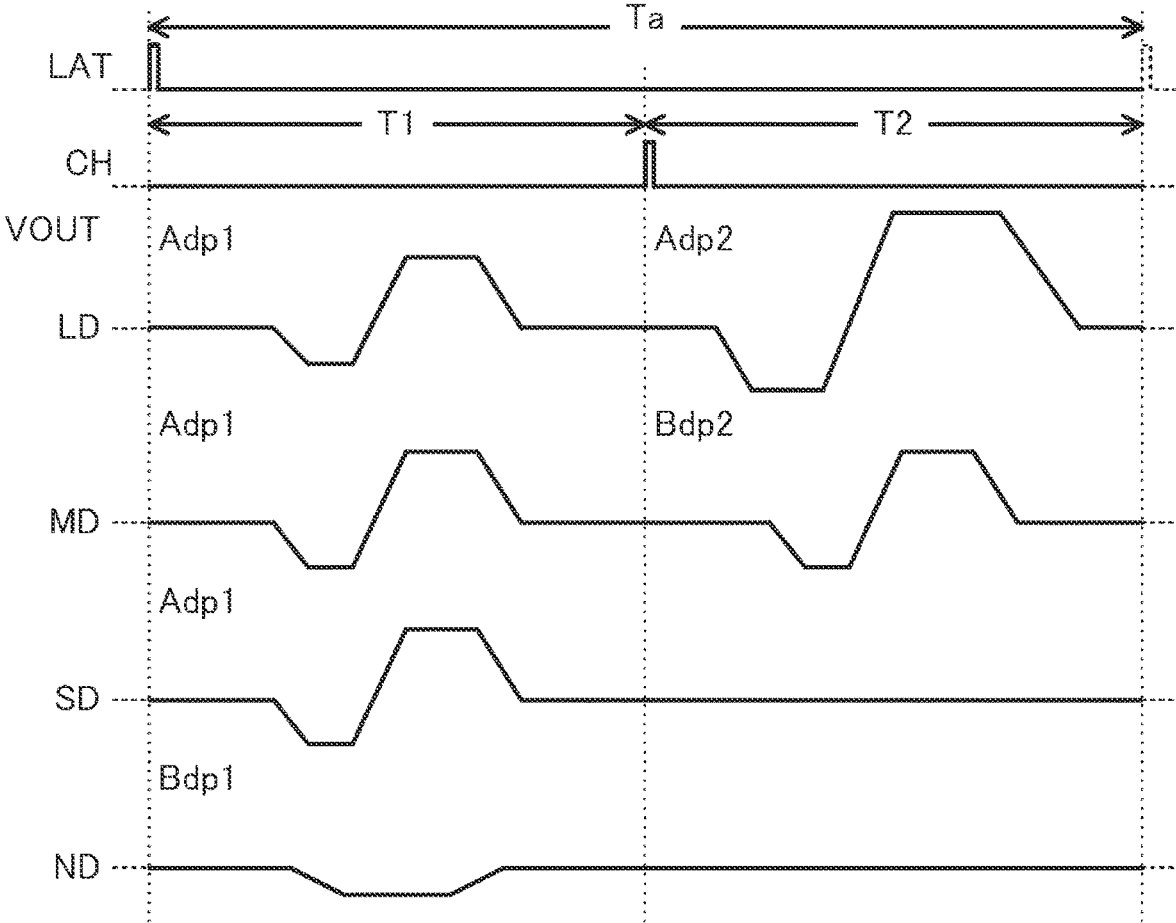 Ta
LAT
T1 T2
CH
VOUT
Adp1 Adp2
LD
Adp1 Bdp2
MD
Adp1
SD
Bdp1
ND